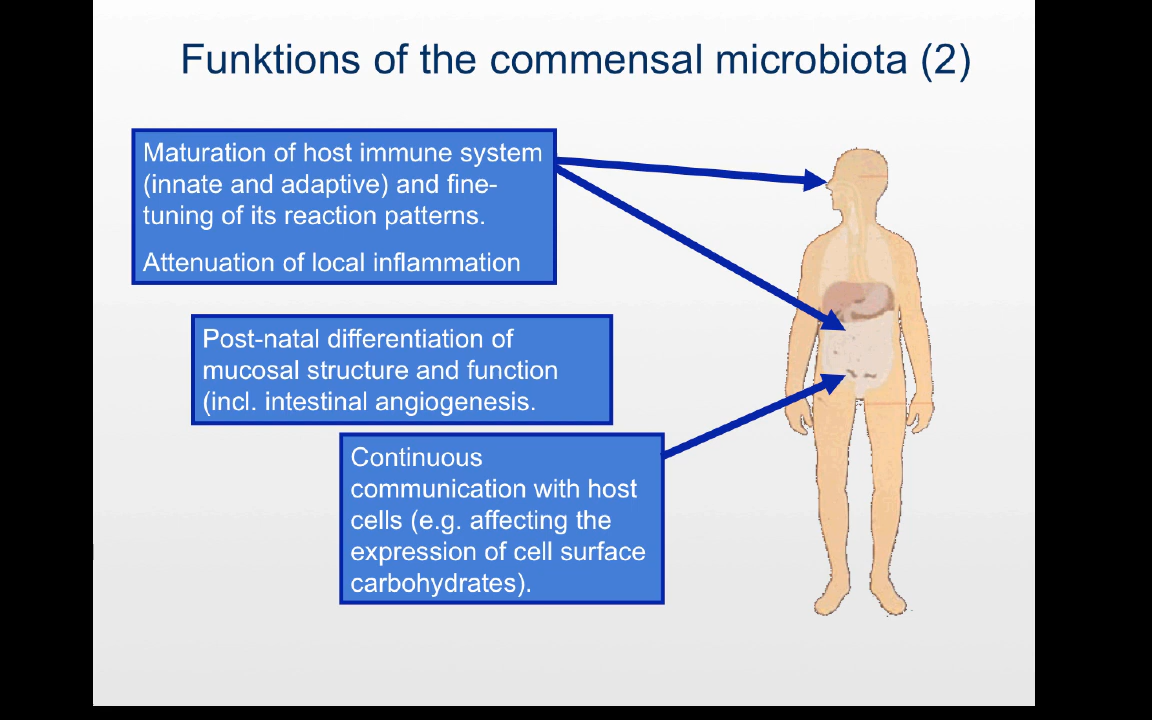 Funktions of the commensal microbiota (2)
Maturation of host immune system
(innate and adaptive) and fine-
tuning of its reaction patterns.
Attenuation of local inflammation
Post-natal differentiation of
mucosal structure and function
(incl. intestinal angiogenesis.
Continuous
communication with host
cells (e.g. affecting the
expression of cell surface
carbohydrates).